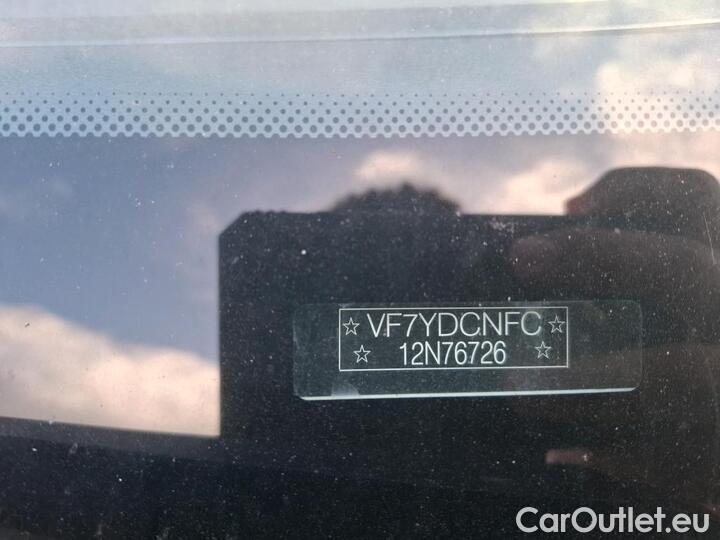 ☆ VF7YDCNFC ☆
☆ 12N76726 ☆
CarOutlet.eu